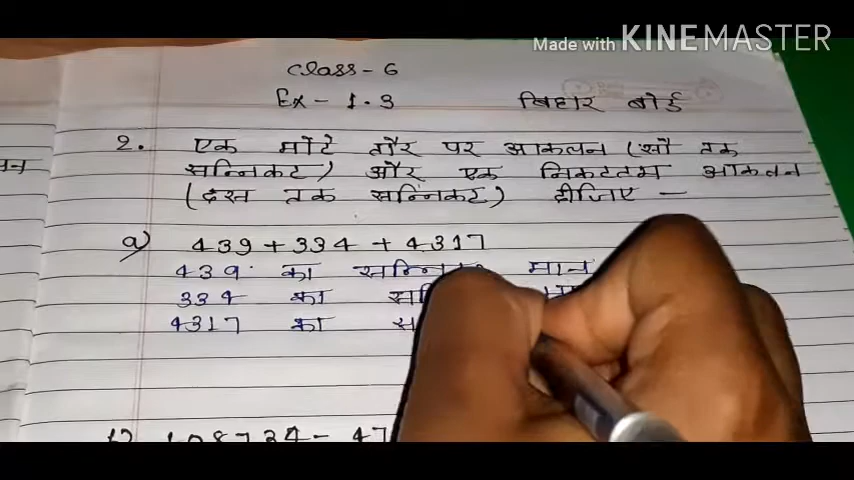 Made with KINEMASTER
Class-6
Ex-1.3 बिहार बोर्ड
2. एक मोटे तौर पर आकलन (सौ तक
सन्निकट) और एक निकटतम आकलन
(दस तक सन्निकट) दीजिए —
a) 439 + 334 + 4317
439 का मान
334 का
4317 का